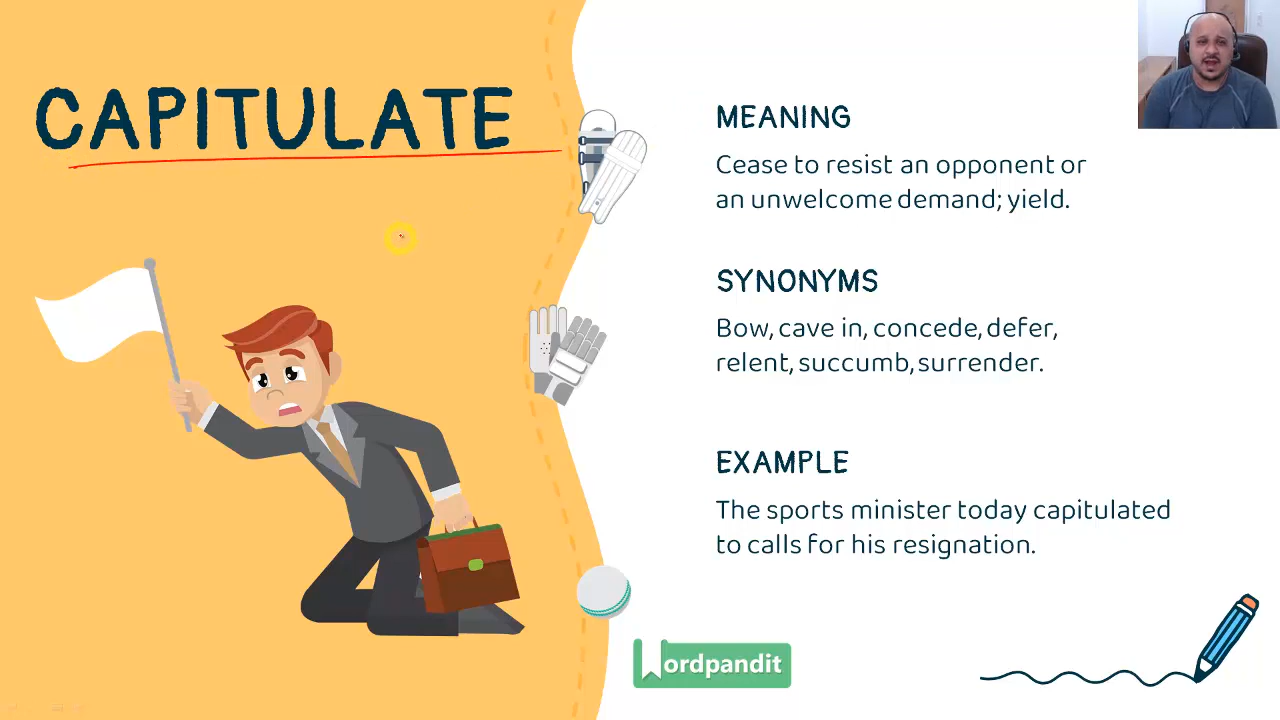 CAPITULATE
MEANING
Cease to resist an opponent or
an unwelcome demand; yield.
SYNONYMS
Bow, cave in, concede, defer,
relent, succumb, surrender.
EXAMPLE
The sports minister today capitulated
to calls for his resignation.
Wordpandit